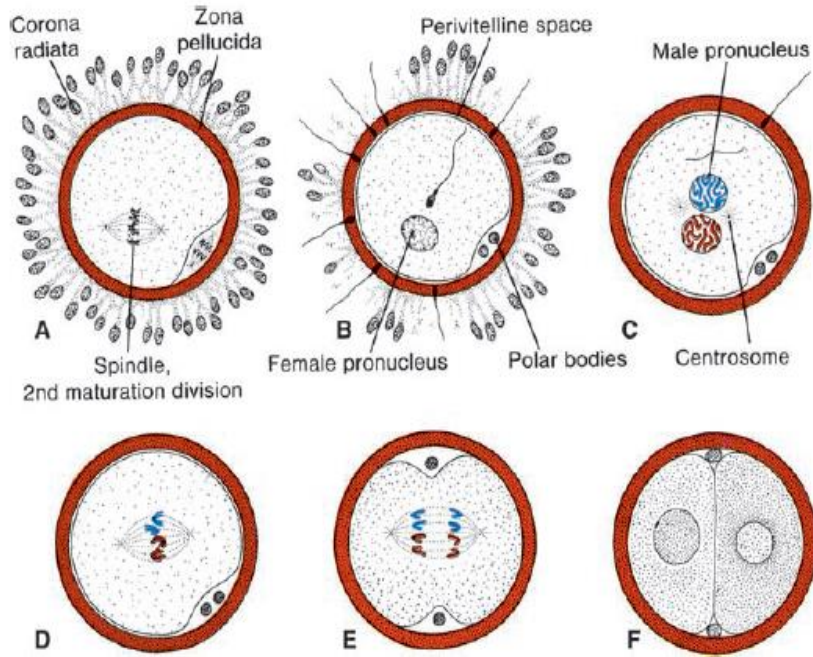 Corona
radiata
Zona
pellucida
Perivitelline space
Male pronucleus
A
B
C
Spindle,
2nd maturation division
Female pronucleus
Polar bodies
Centrosome
D
E
F